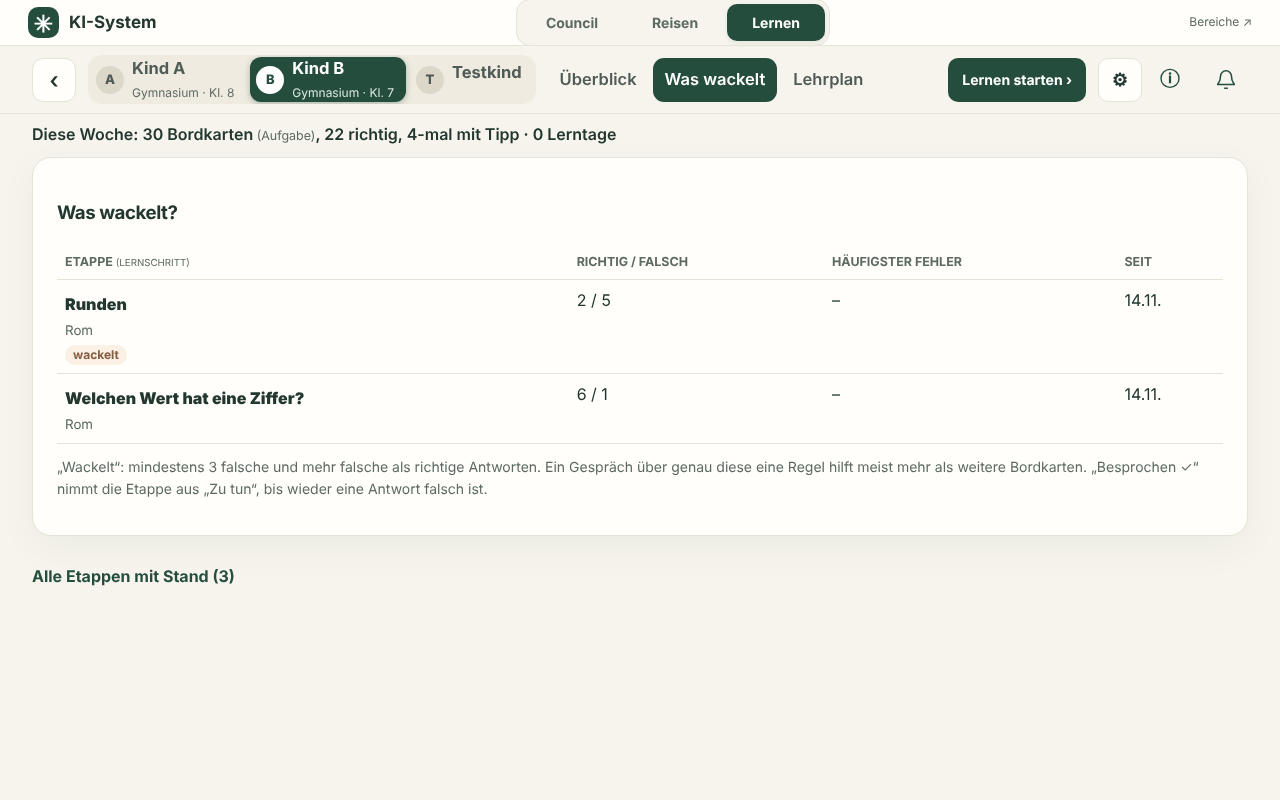 KI-System
Council
Reisen
Lernen
Bereiche ↗
‹
A
Kind A
Gymnasium · Kl. 8
B
Kind B
Gymnasium · Kl. 7
T
Testkind
Überblick
Was wackelt
Lehrplan
Lernen starten ›
Diese Woche: 30 Bordkarten (Aufgabe), 22 richtig, 4-mal mit Tipp · 0 Lerntage
Was wackelt?
ETAPPE (LERNSCHRITT)
RICHTIG / FALSCH
HÄUFIGSTER FEHLER
SEIT
Runden
2 / 5
–
14.11.
Rom
wackelt
Welchen Wert hat eine Ziffer?
6 / 1
–
14.11.
Rom
„Wackelt“: mindestens 3 falsche und mehr falsche als richtige Antworten. Ein Gespräch über genau diese eine Regel hilft meist mehr als weitere Bordkarten. „Besprochen ✓“
nimmt die Etappe aus „Zu tun“, bis wieder eine Antwort falsch ist.
Alle Etappen mit Stand (3)